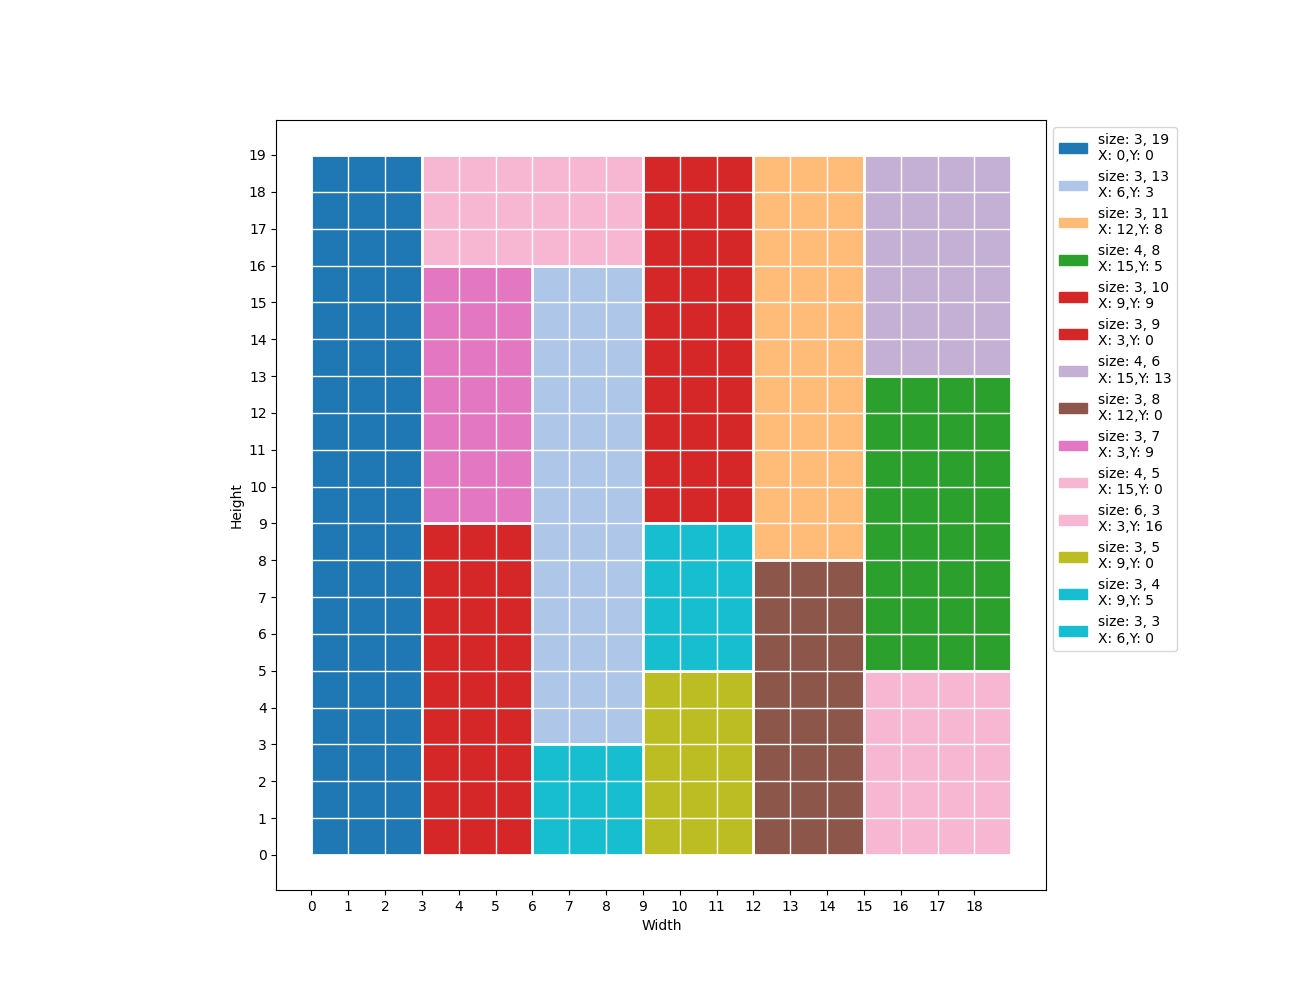 19
18
17
16
15
14
13
12
11
10
9
8
7
6
5
4
3
2
1
0
Height
0 1 2 3 4 5 6 7 8 9 10 11 12 13 14 15 16 17 18
Width
size: 3, 19
X: 0,Y: 0
size: 3, 13
X: 6,Y: 3
size: 3, 11
X: 12,Y: 8
size: 4, 8
X: 15,Y: 5
size: 3, 10
X: 9,Y: 9
size: 3, 9
X: 3,Y: 0
size: 4, 6
X: 15,Y: 13
size: 3, 8
X: 12,Y: 0
size: 3, 7
X: 3,Y: 9
size: 4, 5
X: 15,Y: 0
size: 6, 3
X: 3,Y: 16
size: 3, 5
X: 9,Y: 0
size: 3, 4
X: 9,Y: 5
size: 3, 3
X: 6,Y: 0